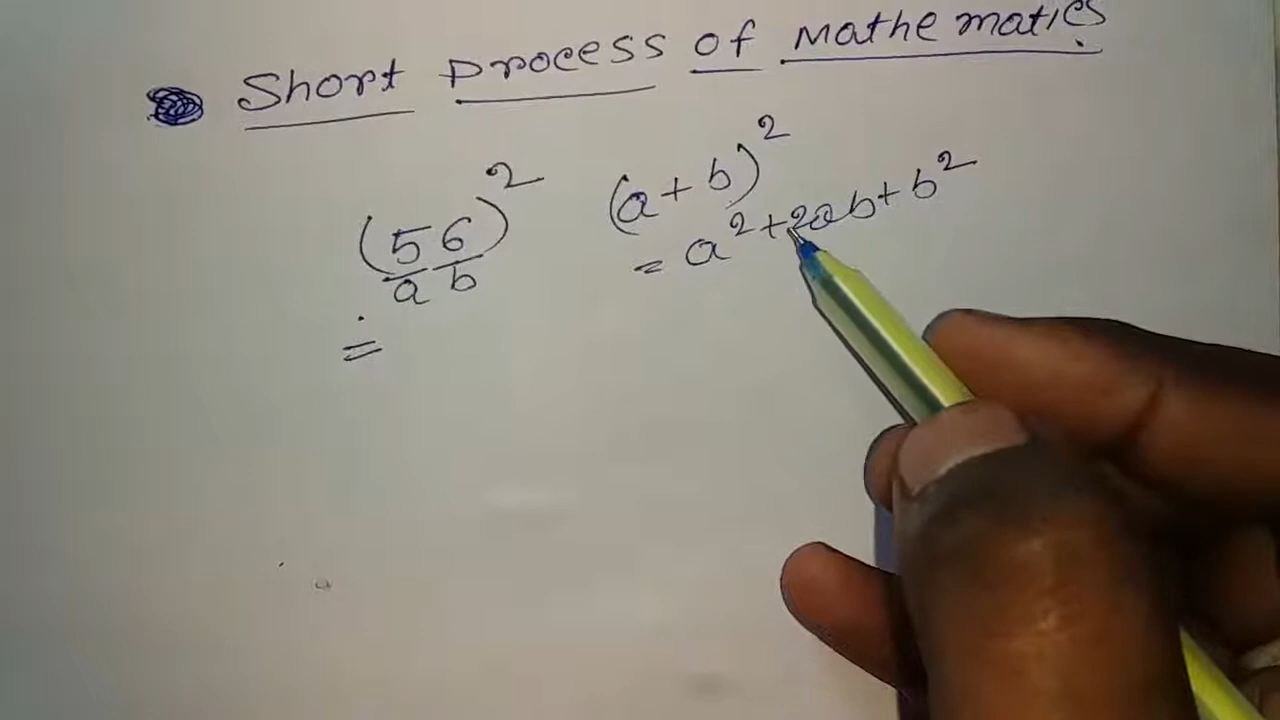 Short process of mathematics
(56)² (a + b)²
a b = a² + 2ab + b²
=